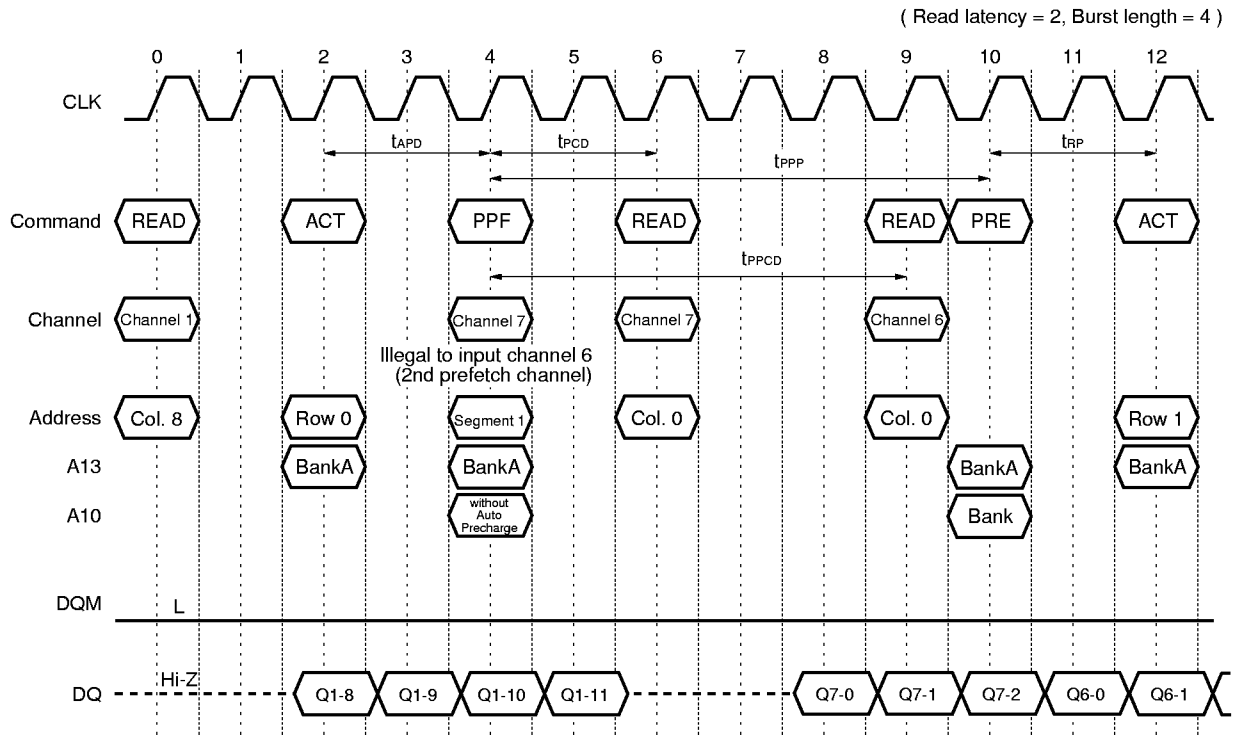 ( Read latency = 2, Burst length = 4 )
0 1 2 3 4 5 6 7 8 9 10 11 12
CLK
tAPD tPCD tRP
tPPP
Command READ ACT PPF READ READ PRE ACT
tPPCD
Channel Channel 1 Channel 7 Channel 7 Channel 6
Illegal to input channel 6
(2nd prefetch channel)
Address Col. 8 Row 0 Segment 1 Col. 0 Col. 0 Row 1
A13 BankA BankA BankA BankA
A10 without Auto Precharge Bank
DQM L
Hi-Z
DQ Q1-8 Q1-9 Q1-10 Q1-11 Q7-0 Q7-1 Q7-2 Q6-0 Q6-1